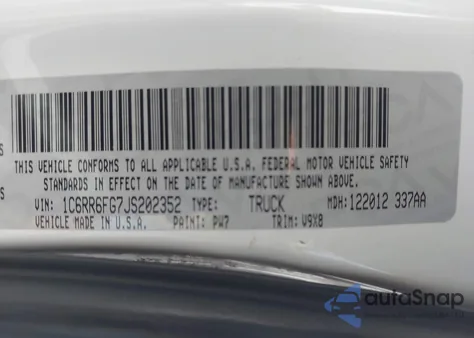 THIS VEHICLE CONFORMS TO ALL APPLICABLE U.S.A. FEDERAL MOTOR VEHICLE SAFETY
STANDARDS IN EFFECT ON THE DATE OF MANUFACTURE SHOWN ABOVE.
VIN: 1C6RR6FG7JS202352 TYPE: TRUCK MDH: 122012 337AA
VEHICLE MADE IN U.S.A. PAINT: PW7 TRIM: V9X8
autoSnap